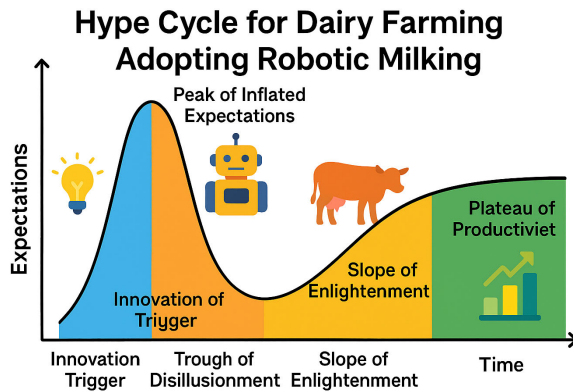 Hype Cycle for Dairy Farming
Adopting Robotic Milking
Peak of Inflated
Expectations
Expectations
Plateau of
Productiviet
Slope of
Enlightenment
Innovation of
Triyger
Innovation
Trigger
Trough of
Disillusionment
Slope of
Enlightenment
Time